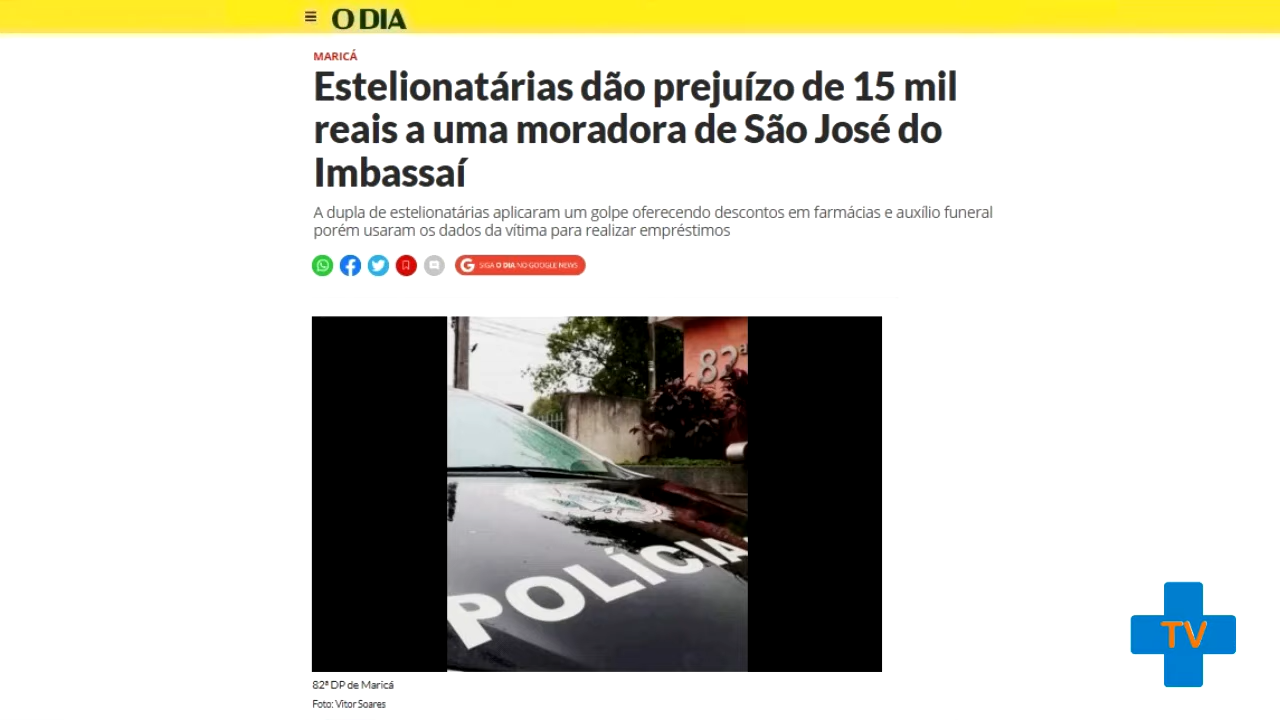 O DIA
MARICÁ
Estelionatárias dão prejuízo de 15 mil
reais a uma moradora de São José do
Imbassaí
A dupla de estelionatárias aplicaram um golpe oferecendo descontos em farmácias e auxílio funeral
porém usaram os dados da vítima para realizar empréstimos
SIGA O DIA NO GOOGLE NEWS
82ª
POLÍCIA
TV
82ª DP de Maricá
Foto: Vitor Soares